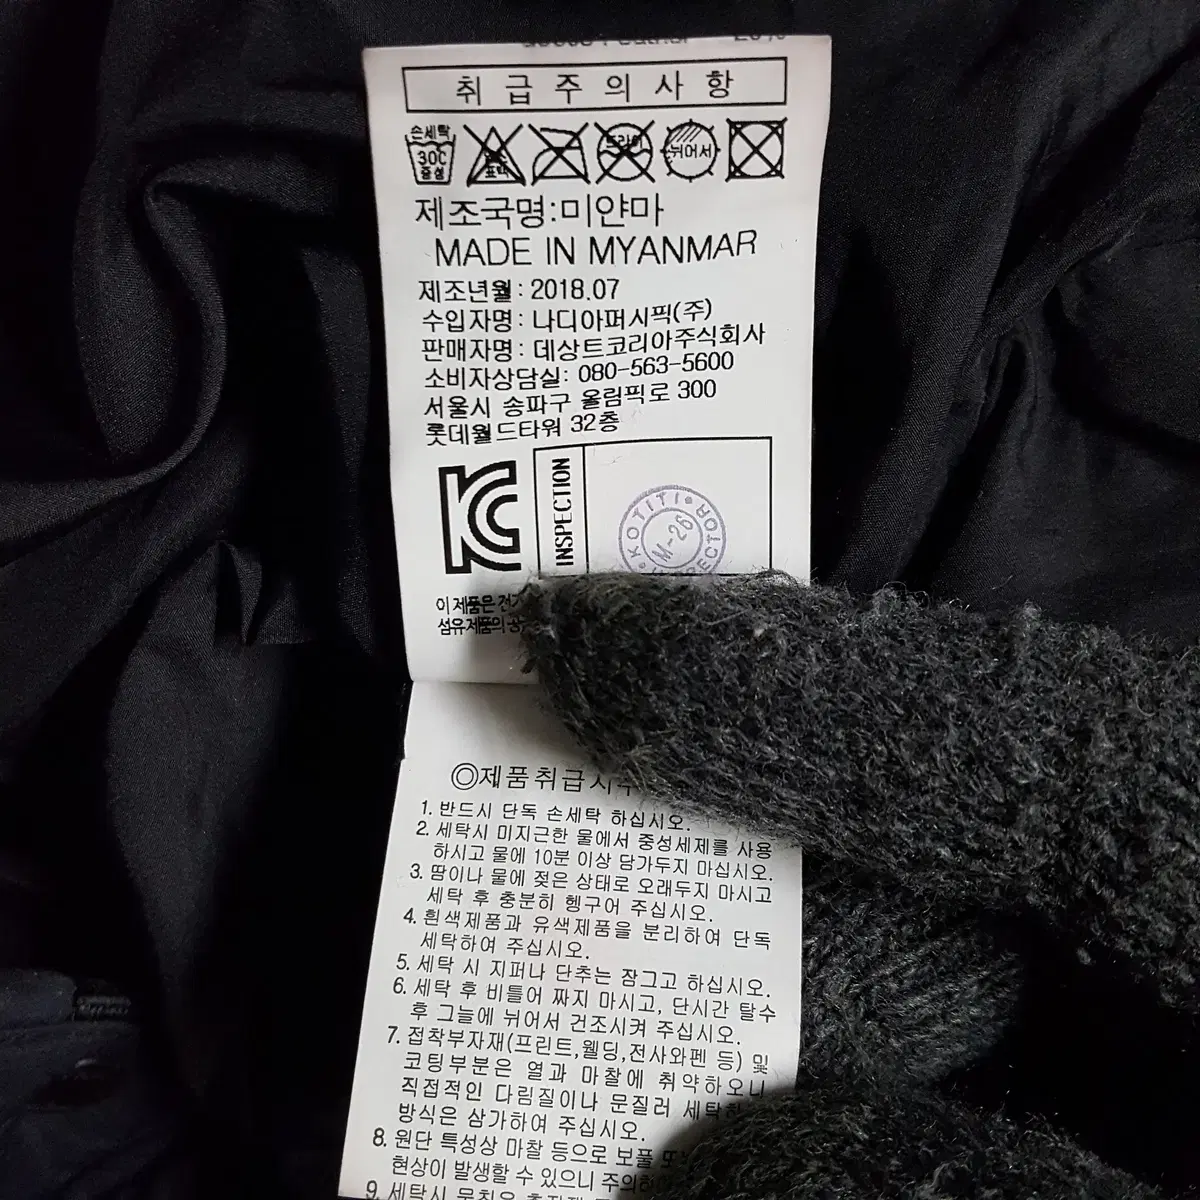 취급주의사항
손세탁
30C
중성
드라이
뉘어서
제조국명:미얀마
MADE IN MYANMAR
제조년월: 2018.07
수입자명: 나디아퍼시픽(주)
판매자명: 데상트코리아주식회사
소비자상담실: 080-563-5600
서울시 송파구 올림픽로 300
롯데월드타워 32층
INSPECTION
KOTITI
M-26
이 제품은
섬유제품의
◎제품취급시
1. 반드시 단독 손세탁 하십시오.
2. 세탁시 미지근한 물에서 중성세제를 사용
하시고 물에 10분 이상 담가두지 마십시오.
3. 땀이나 물에 젖은 상태로 오래두지 마시고
세탁 후 충분히 헹구어 주십시오.
4. 흰색제품과 유색제품을 분리하여 단독
세탁하여 주십시오.
5. 세탁 시 지퍼나 단추는 잠그고 하십시오.
6. 세탁 후 비틀어 짜지 마시고, 단시간 탈수
후 그늘에 뉘어서 건조시켜 주십시오.
7. 접착부자재(프린트,웰딩,전사와펜 등) 및
코팅부분은 열과 마찰에 취약하오니
직접적인 다림질이나 문질러
방식은 삼가하여 주십시오.
8. 원단 특성상 마찰 등으로 보풀
현상이 발생할 수 있으니
9. 세탁시